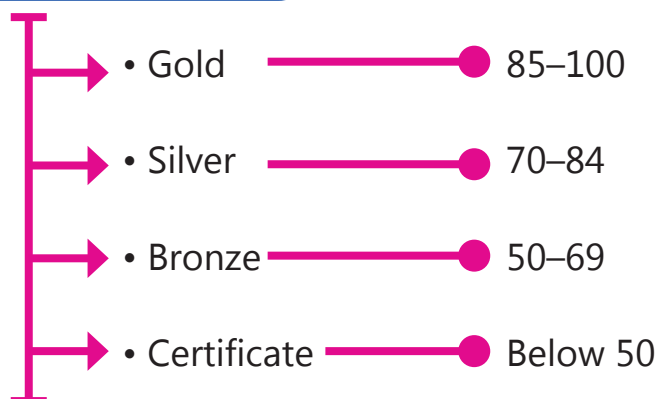 • Gold 85–100
• Silver 70–84
• Bronze 50–69
• Certificate Below 50